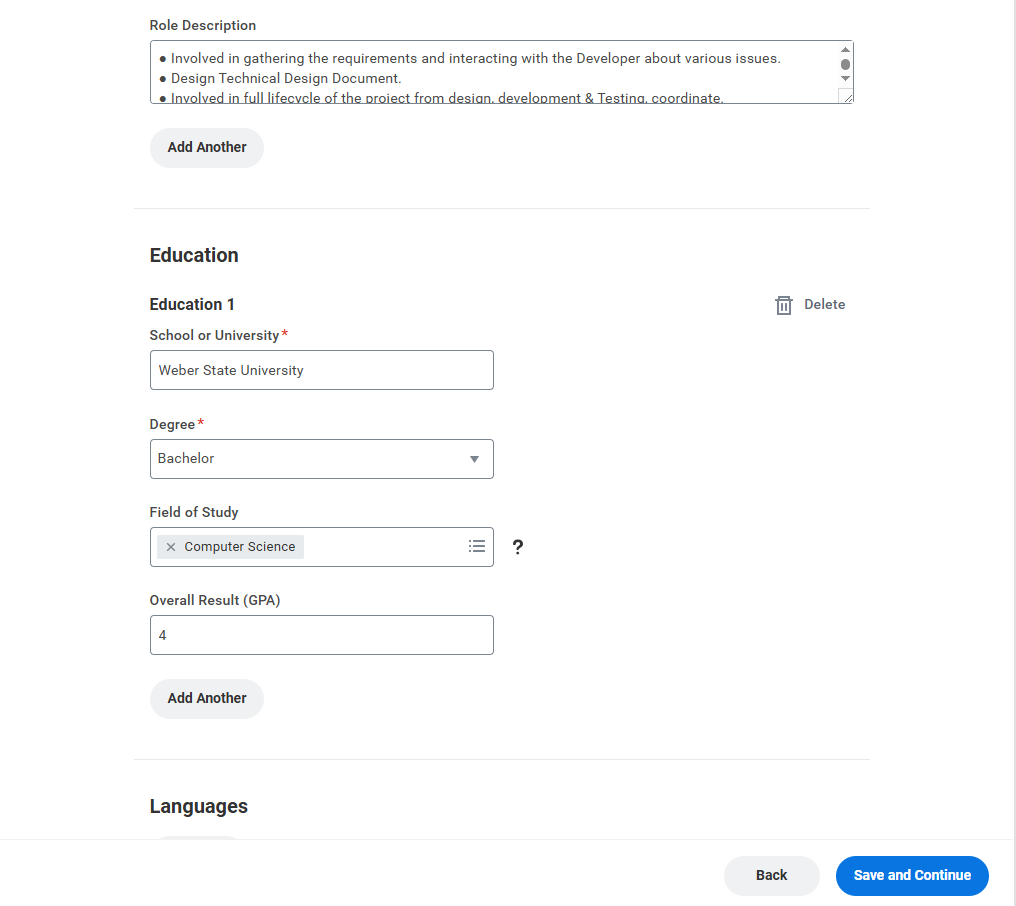 Role Description
● Involved in gathering the requirements and interacting with the Developer about various issues.
● Design Technical Design Document.
● Involved in full lifecycle of the project from design, development & Testing, coordinate.
Add Another
Education
Education 1
Delete
School or University*
Weber State University
Degree*
Bachelor
Field of Study
× Computer Science
?
Overall Result (GPA)
4
Add Another
Languages
Back
Save and Continue